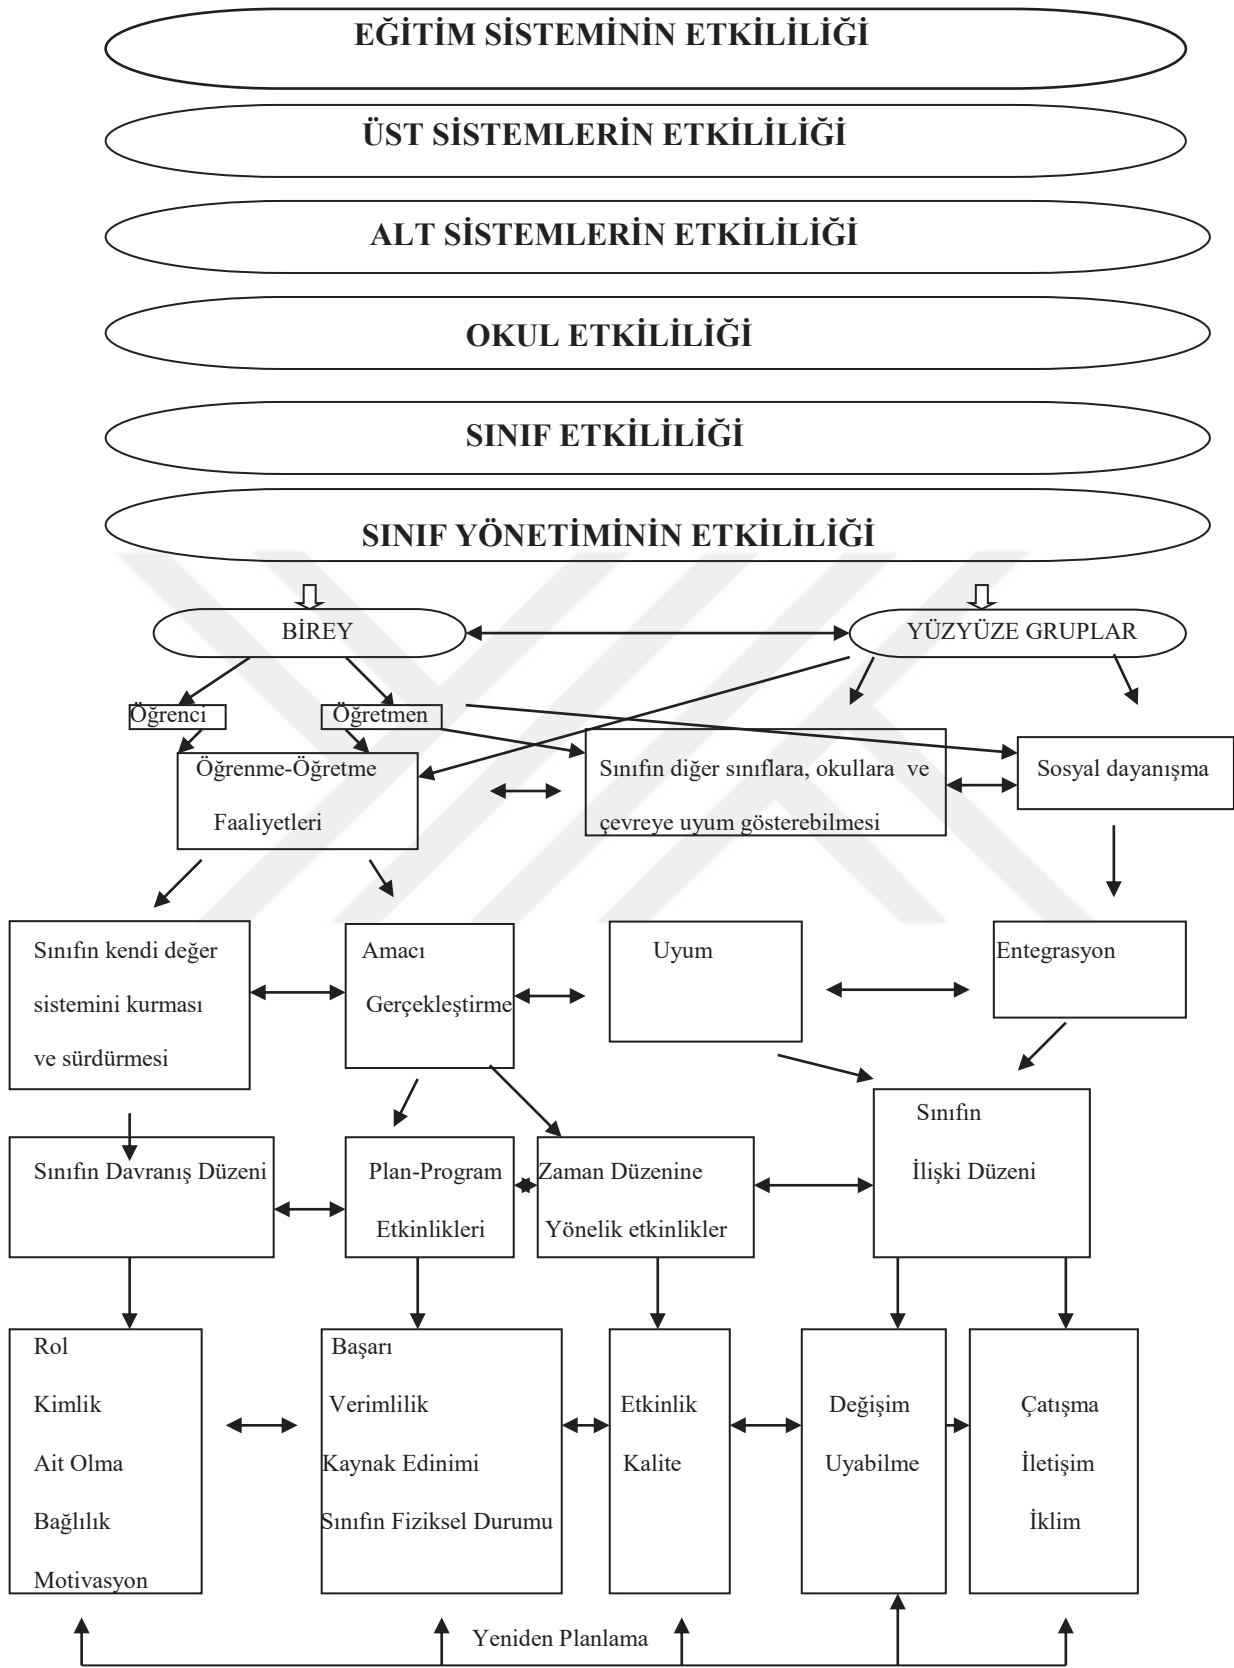 EĞİTİM SİSTEMİNİN ETKİLİLİĞİ
ÜST SİSTEMLERİN ETKİLİLİĞİ
ALT SİSTEMLERİN ETKİLİLİĞİ
OKUL ETKİLİLİĞİ
SINIF ETKİLİLİĞİ
SINIF YÖNETİMİNİN ETKİLİLİĞİ
BİREY
YÜZYÜZE GRUPLAR
Öğrenci
Öğretmen
Öğrenme-Öğretme
Faaliyetleri
Sınıfın diğer sınıflara, okullara ve
çevreye uyum gösterebilmesi
Sosyal dayanışma
Sınıfın kendi değer
sistemini kurması
ve sürdürmesi
Amacı
Gerçekleştirme
Uyum
Entegrasyon
Sınıfın Davranış Düzeni
Plan-Program
Etkinlikleri
Zaman Düzenine
Yönelik etkinlikler
Sınıfın
İlişki Düzeni
Rol
Kimlik
Ait Olma
Bağlılık
Motivasyon
Başarı
Verimlilik
Kaynak Edinimi
Sınıfın Fiziksel Durumu
Etkinlik
Kalite
Değişim
Uyabilme
Çatışma
İletişim
İklim
Yeniden Planlama